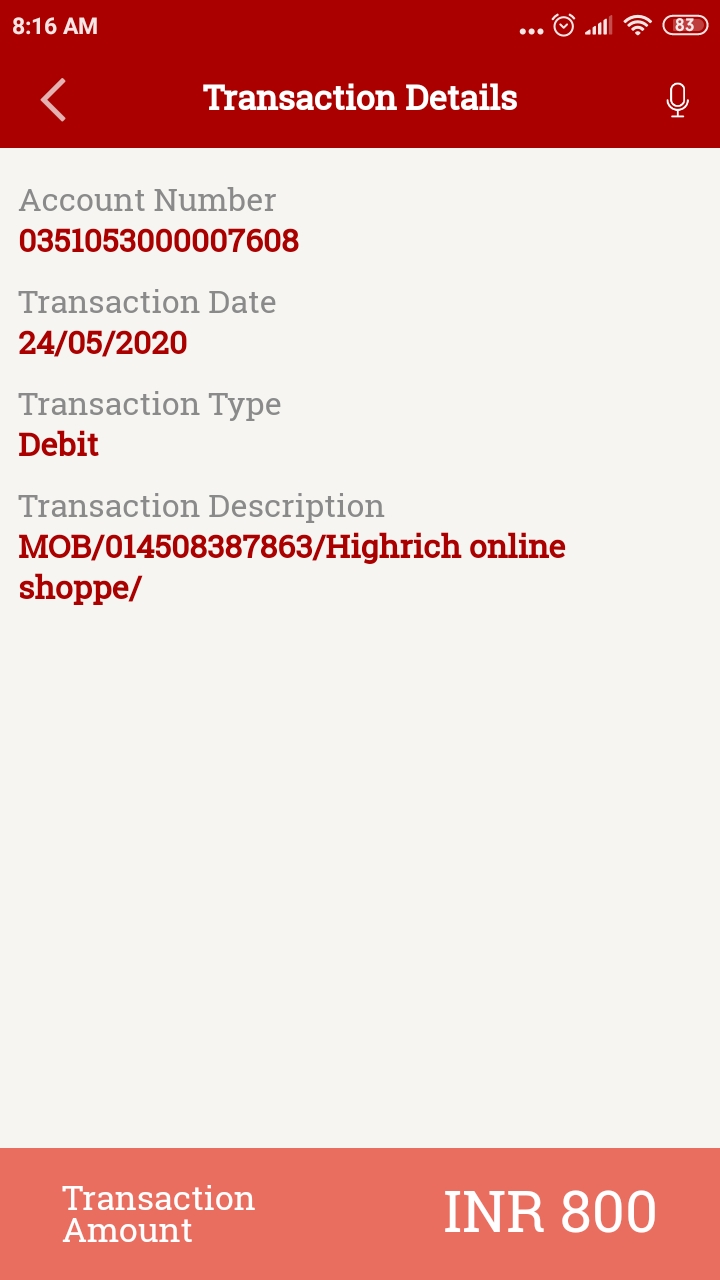 8:16 AM
83
Transaction Details
Account Number
0351053000007608
Transaction Date
24/05/2020
Transaction Type
Debit
Transaction Description
MOB/014508387863/Highrich online
shoppe/
Transaction
Amount
INR 800